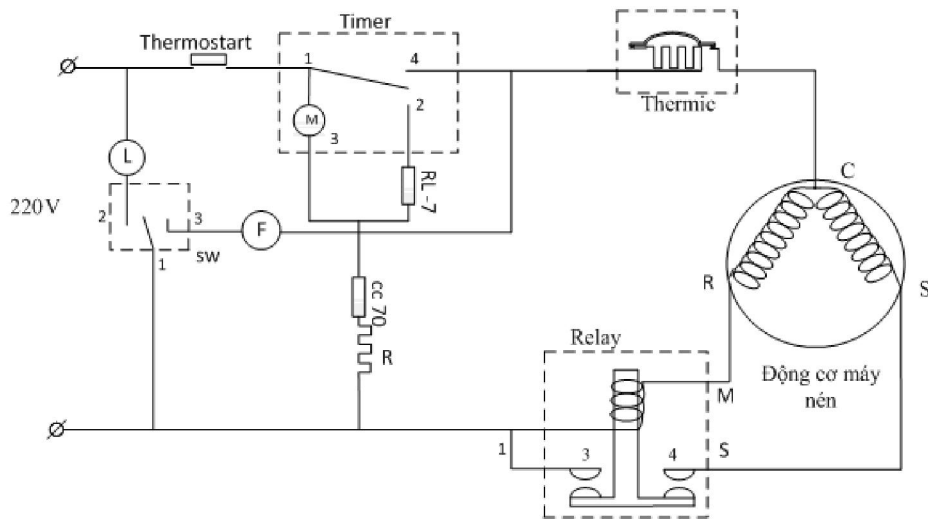 Timer
Thermostart
1
4
M
2
3
RL -7
Thermic
L
220V
2
3
F
sw
1
C
R
S
cc 70
R
Relay
Động cơ máy
nén
M
1
3
4
S